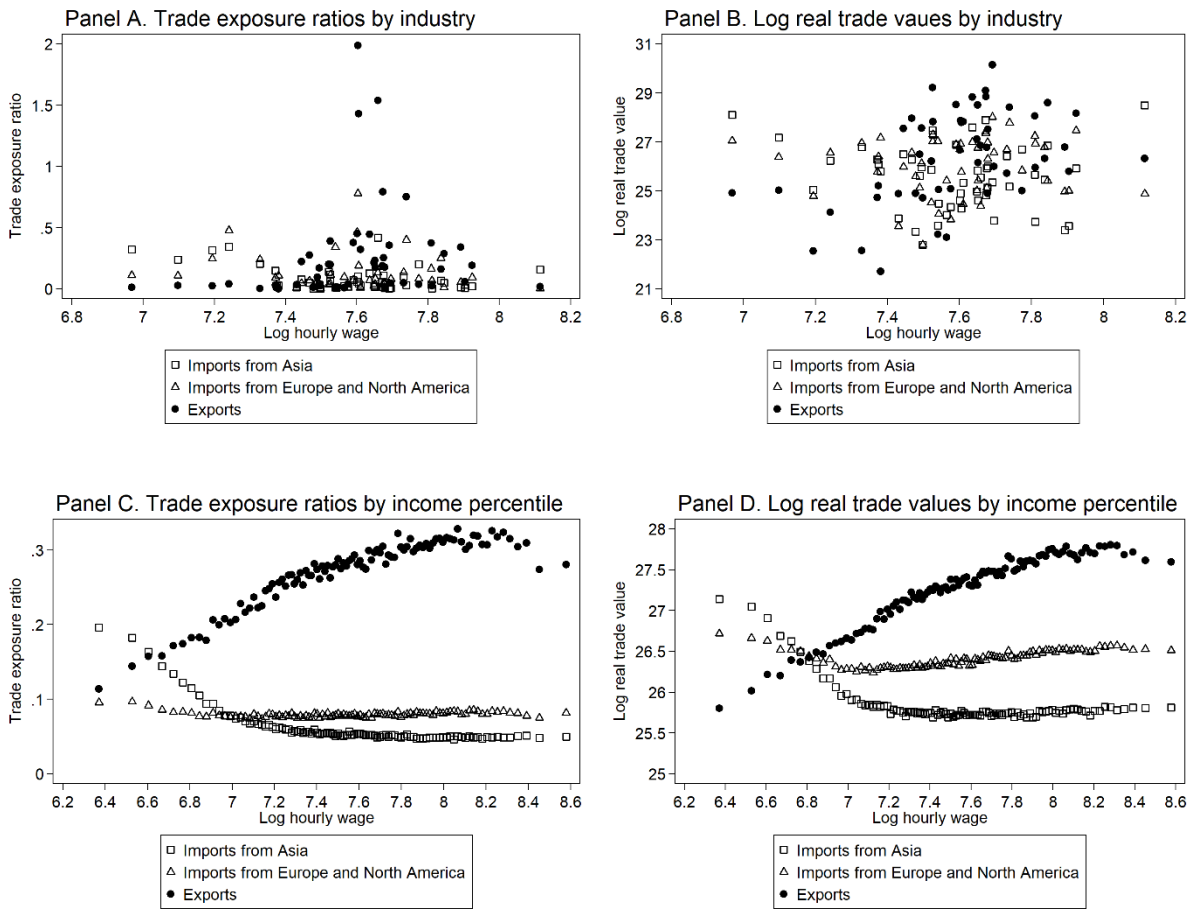 Panel A. Trade exposure ratios by industry
Trade exposure ratio
2
1.5
1
.5
0
6.8 7 7.2 7.4 7.6 7.8 8 8.2
Log hourly wage
Imports from Asia
Imports from Europe and North America
Exports
Panel B. Log real trade vaues by industry
Log real trade value
31
29
27
25
23
21
6.8 7 7.2 7.4 7.6 7.8 8 8.2
Log hourly wage
Imports from Asia
Imports from Europe and North America
Exports
Panel C. Trade exposure ratios by income percentile
Trade exposure ratio
.3
.2
.1
0
6.2 6.4 6.6 6.8 7 7.2 7.4 7.6 7.8 8 8.2 8.4 8.6
Log hourly wage
Imports from Asia
Imports from Europe and North America
Exports
Panel D. Log real trade values by income percentile
Log real trade value
28
27.5
27
26.5
26
25.5
25
6.2 6.4 6.6 6.8 7 7.2 7.4 7.6 7.8 8 8.2 8.4 8.6
Log hourly wage
Imports from Asia
Imports from Europe and North America
Exports